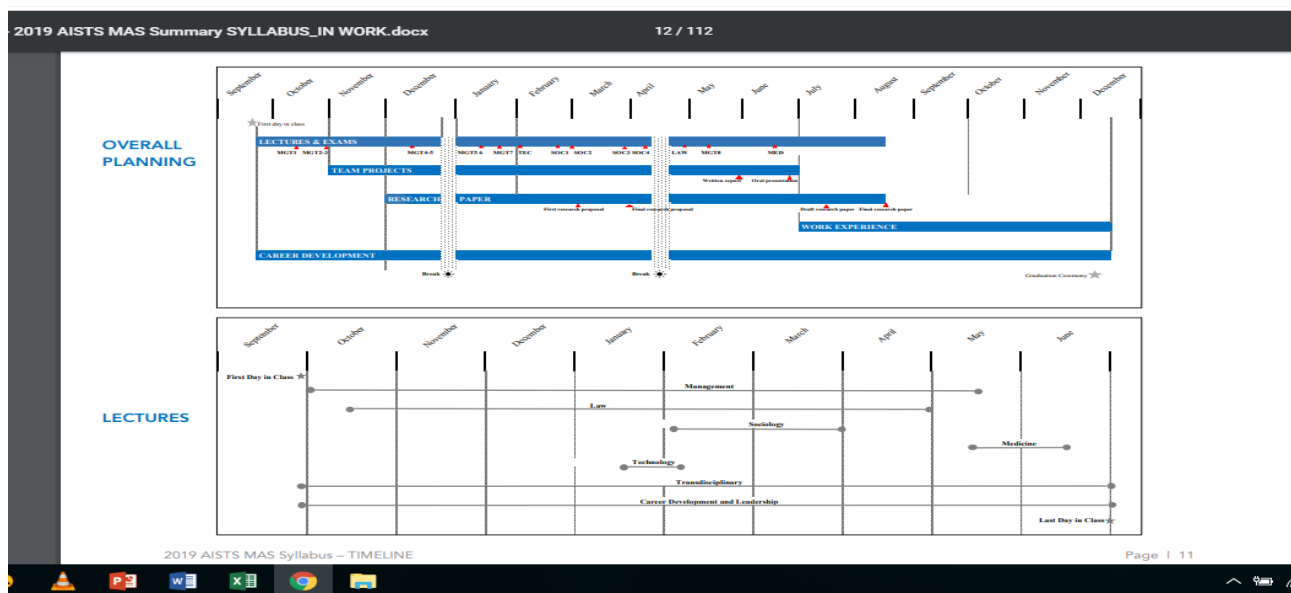 - 2019 AISTS MAS Summary SYLLABUS_IN WORK.docx 12 / 112
September October November December January February March April May June July August September October November December
First day in class
OVERALL PLANNING
LECTURES & EXAMS
MGT1 MGT2-3 MGT4-5 MGT5-6 MGT7 TEC SOC1 SOC2 SOC3 SOC4 LAW MGT8 MED
TEAM PROJECTS
Written report Oral presentation
RESEARCH PAPER
First research proposal Final research proposal Draft research paper Final research paper
WORK EXPERIENCE
CAREER DEVELOPMENT
Break Break Graduation Ceremony
September October November December January February March April May June
First Day in Class
Management
LECTURES
Law
Sociology
Medicine
Technology
Transdisciplinary
Career Development and Leadership
Last Day in Class
2019 AISTS MAS Syllabus – TIMELINE Page | 11